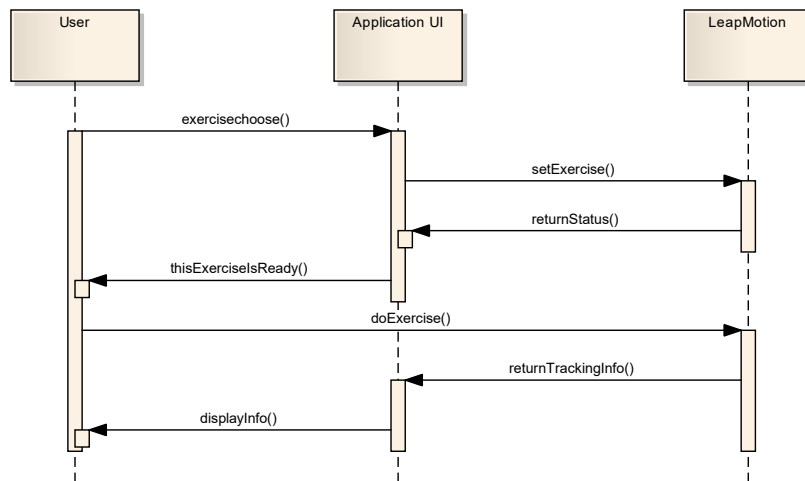 User
Application UI
LeapMotion
exercisechoose()
setExercise()
returnStatus()
thisExerciseIsReady()
doExercise()
returnTrackingInfo()
displayInfo()